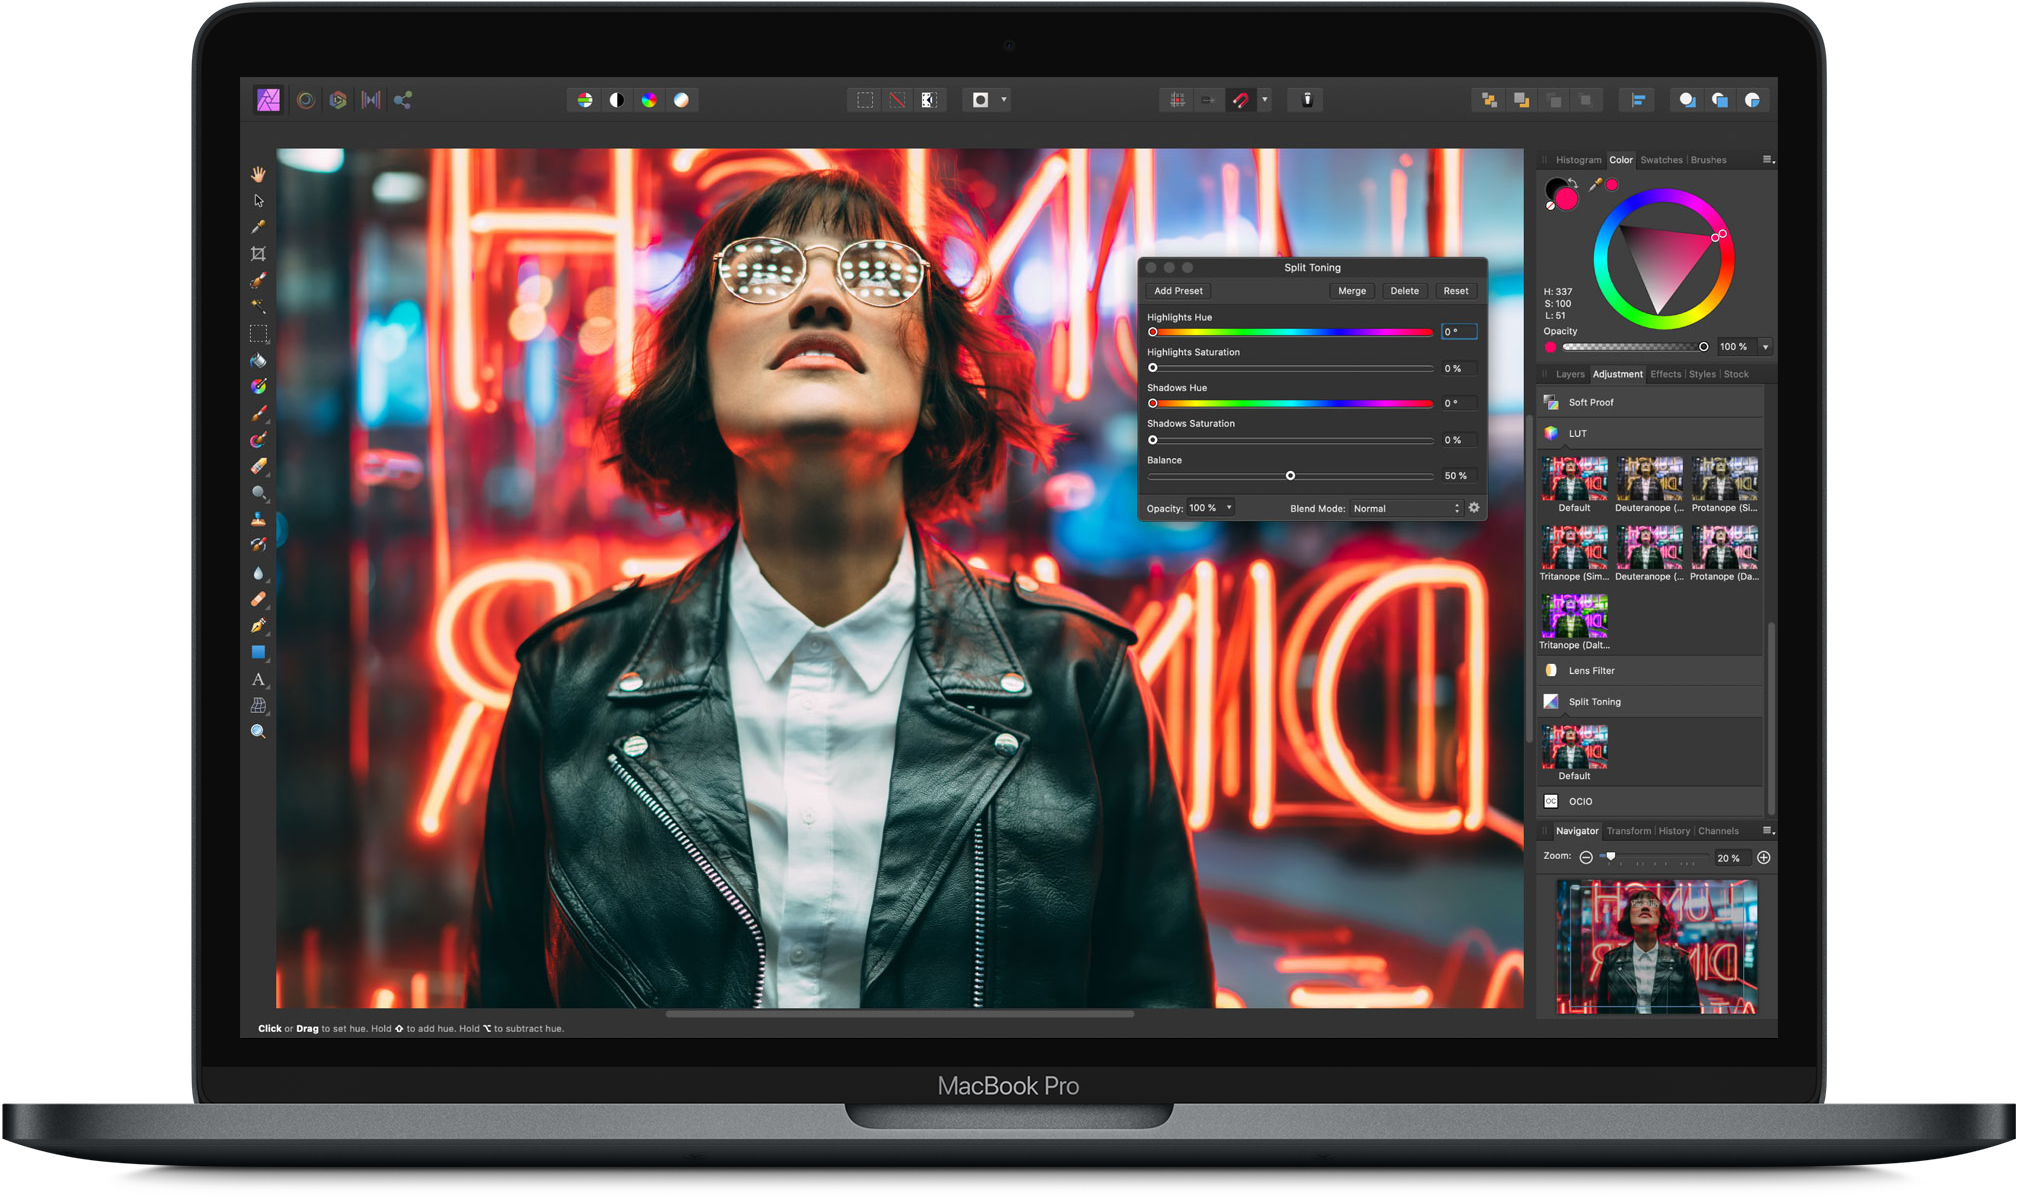 Histogram Color Swatches Brushes
H: 337
S: 100
L: 51
Opacity
100 %
Split Toning
Add Preset Merge Delete Reset
Highlights Hue
0 °
Highlights Saturation
0 %
Shadows Hue
0 °
Shadows Saturation
0 %
Balance
50 %
Opacity: 100 % Blend Mode: Normal
Layers Adjustment Effects Styles Stock
Soft Proof
LUT
Default Deuteranope (... Protanope (Si...
Tritanope (Sim... Deuteranope (... Protanope (Da...
Tritanope (Dalt...
Lens Filter
Split Toning
Default
OC OCIO
Navigator Transform History Channels
Zoom: 20 %
A
Click or Drag to set hue. Hold ⇧ to add hue. Hold ⌥ to subtract hue.
MacBook Pro